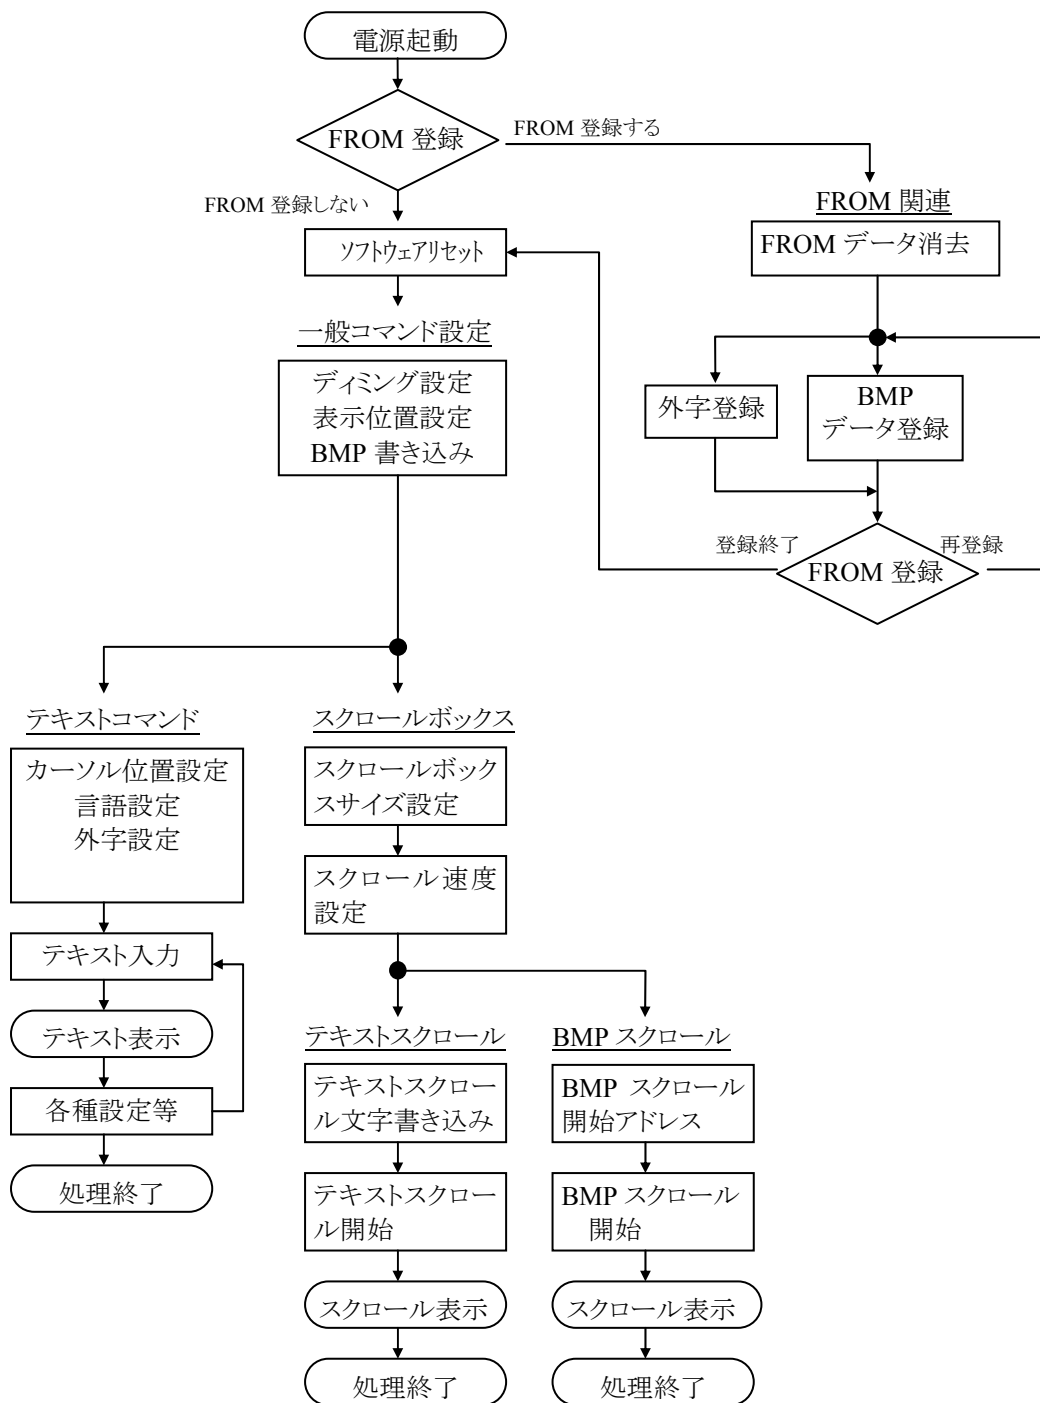 電源起動
FROM 登録
FROM 登録する
FROM 登録しない
FROM 関連
FROM データ消去
ソフトウェアリセット
一般コマンド設定
ディミング設定
表示位置設定
BMP 書き込み
外字登録
BMP
データ登録
登録終了
再登録
FROM 登録
テキストコマンド
カーソル位置設定
言語設定
外字設定
テキスト入力
テキスト表示
各種設定等
処理終了
スクロールボックス
スクロールボック
スサイズ設定
スクロール速度
設定
テキストスクロール
テキストスクロー
ル文字書き込み
テキストスクロー
ル開始
スクロール表示
処理終了
BMP スクロール
BMP スクロール
開始アドレス
BMP スクロール
開始
スクロール表示
処理終了